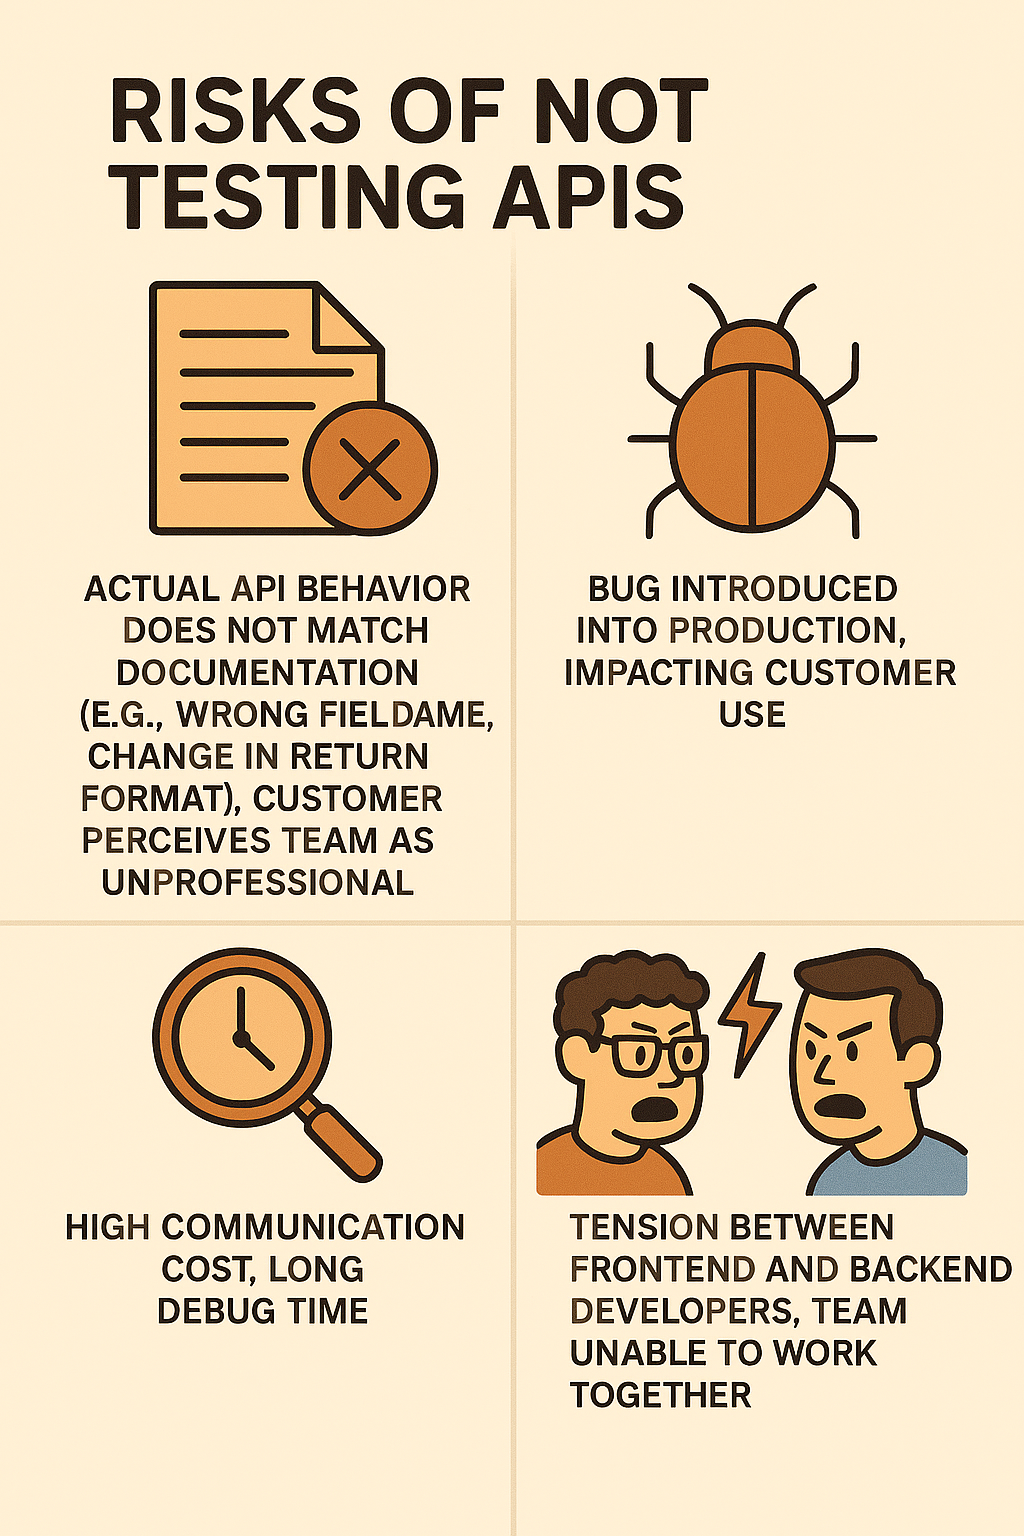 RISKS OF NOT
TESTING APIS
ACTUAL API BEHAVIOR
DOES NOT MATCH
DOCUMENTATION
(E.G., WRONG FIELDAME,
CHANGE IN RETURN
FORMAT), CUSTOMER
PERCEIVES TEAM AS
UNPROFESSIONAL
BUG INTRODUCED
INTO PRODUCTION,
IMPACTING CUSTOMER
USE
HIGH COMMUNICATION
COST, LONG
DEBUG TIME
TENSION BETWEEN
FRONTEND AND BACKEND
DEVELOPERS, TEAM
UNABLE TO WORK
TOGETHER